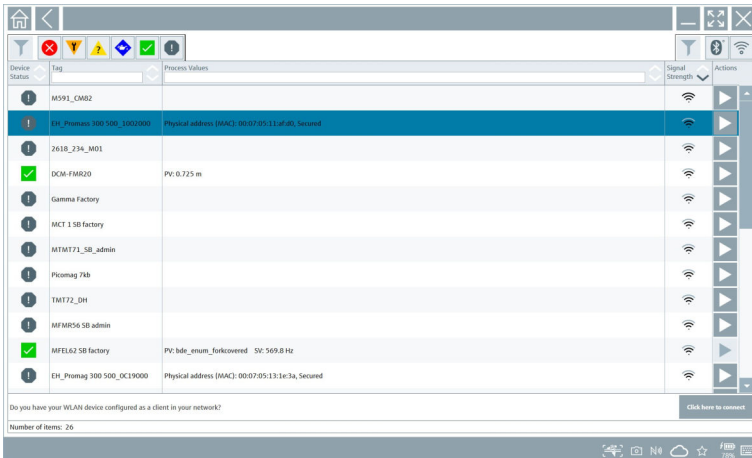 Device Status
Tag
Process Values
Signal Strength
Actions
M591_CM82
EH_Promass 300 500_1002000 Physical address (MAC): 00:07:05:11:af:d0, Secured
2618_234_M01
DCM-FMR20 PV: 0.725 m
Gamma Factory
MCT 1 SB factory
MTMT71_SB_admin
Picomag 7kb
TMT72_DH
MFMR56 SB admin
MFEL62 SB factory PV: bde_enum_forkcovered SV: 569.8 Hz
EH_Promag 300 500_0C19000 Physical address (MAC): 00:07:05:13:1e:3a, Secured
Do you have your WLAN device configured as a client in your network? Click here to connect
Number of items: 26
78%